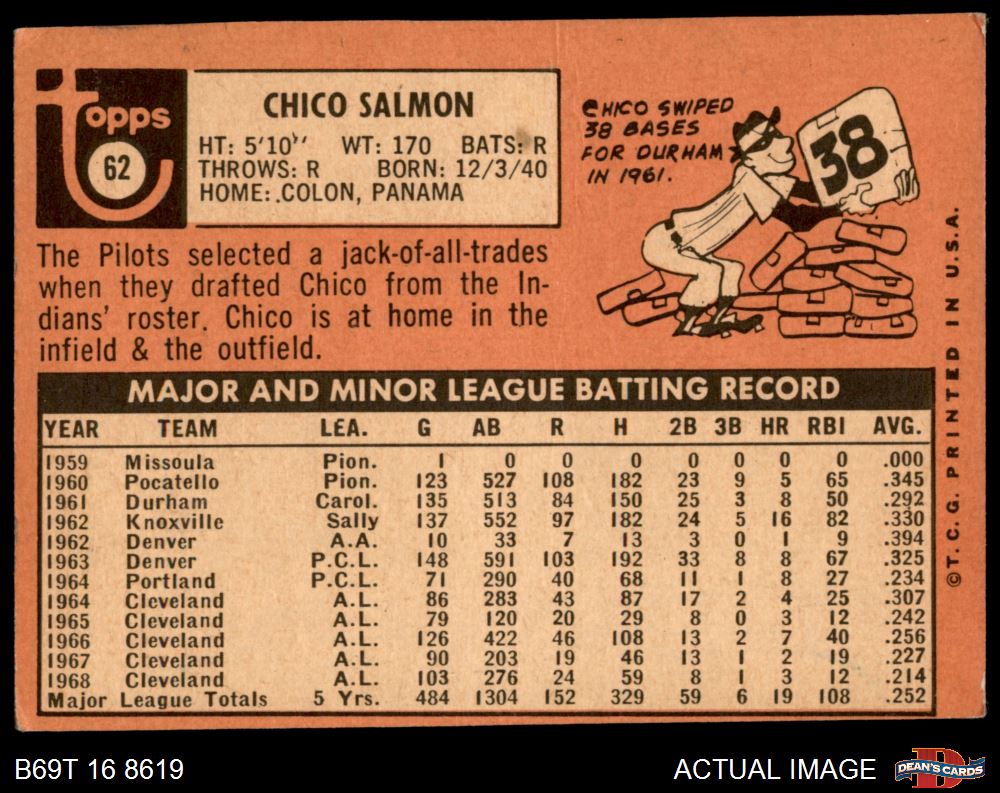 Topps
62
CHICO SALMON
HT: 5'10" WT: 170 BATS: R
THROWS: R BORN: 12/3/40
HOME: COLON, PANAMA
CHICO SWIPED
38 BASES
FOR DURHAM
IN 1961.
38
The Pilots selected a jack-of-all-trades
when they drafted Chico from the In-
dians' roster. Chico is at home in the
infield & the outfield.
MAJOR AND MINOR LEAGUE BATTING RECORD
YEAR TEAM LEA. G AB R H 2B 3B HR RBI AVG.
1959 Missoula Pion. 1 0 0 0 0 0 0 0 .000
1960 Pocatello Pion. 123 527 108 182 23 9 5 65 .345
1961 Durham Carol. 135 513 84 150 25 3 8 50 .292
1962 Knoxville Sally 137 552 97 182 24 5 16 82 .330
1962 Denver A.A. 10 33 7 13 3 0 1 9 .394
1963 Denver P.C.L. 148 591 103 192 33 8 8 67 .325
1964 Portland P.C.L. 71 290 40 68 11 1 8 27 .234
1964 Cleveland A.L. 86 283 43 87 17 2 4 25 .307
1965 Cleveland A.L. 79 120 20 29 8 0 3 12 .242
1966 Cleveland A.L. 126 422 46 108 13 2 7 40 .256
1967 Cleveland A.L. 90 203 19 46 13 1 2 19 .227
1968 Cleveland A.L. 103 276 24 59 8 1 3 12 .214
Major League Totals 5 Yrs. 484 1304 152 329 59 6 19 108 .252
© T. C. G. PRINTED IN U.S.A.
B69T 16 8619
ACTUAL IMAGE
DEAN'S CARDS